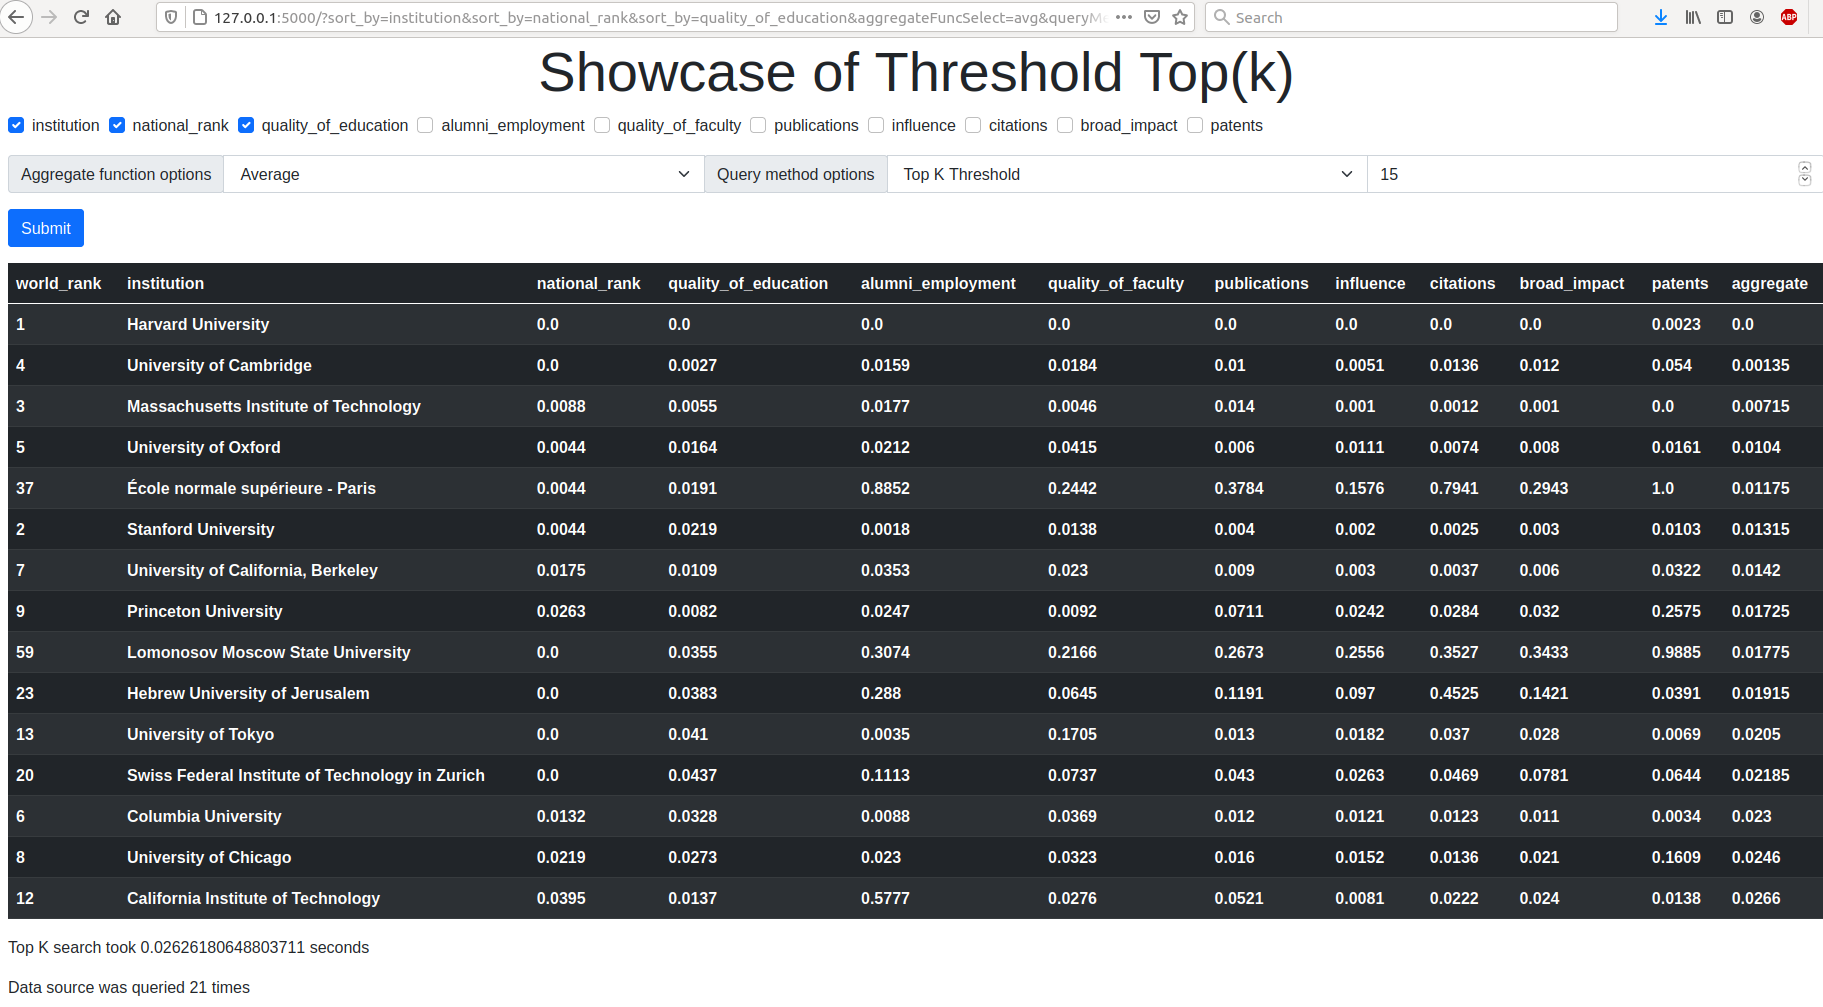 127.0.0.1:5000/?sort_by=institution&sort_by=national_rank&sort_by=quality_of_education&aggregateFuncSelect=avg&queryMe
Search
ABP
Showcase of Threshold Top(k)
institution national_rank quality_of_education alumni_employment quality_of_faculty publications influence citations broad_impact patents
Aggregate function options Average Query method options Top K Threshold 15
Submit
world_rank institution national_rank quality_of_education alumni_employment quality_of_faculty publications influence citations broad_impact patents aggregate
1 Harvard University 0.0 0.0 0.0 0.0 0.0 0.0 0.0 0.0 0.0023 0.0
4 University of Cambridge 0.0 0.0027 0.0159 0.0184 0.01 0.0051 0.0136 0.012 0.054 0.00135
3 Massachusetts Institute of Technology 0.0088 0.0055 0.0177 0.0046 0.014 0.001 0.0012 0.001 0.0 0.00715
5 University of Oxford 0.0044 0.0164 0.0212 0.0415 0.006 0.0111 0.0074 0.008 0.0161 0.0104
37 École normale supérieure - Paris 0.0044 0.0191 0.8852 0.2442 0.3784 0.1576 0.7941 0.2943 1.0 0.01175
2 Stanford University 0.0044 0.0219 0.0018 0.0138 0.004 0.002 0.0025 0.003 0.0103 0.01315
7 University of California, Berkeley 0.0175 0.0109 0.0353 0.023 0.009 0.003 0.0037 0.006 0.0322 0.0142
9 Princeton University 0.0263 0.0082 0.0247 0.0092 0.0711 0.0242 0.0284 0.032 0.2575 0.01725
59 Lomonosov Moscow State University 0.0 0.0355 0.3074 0.2166 0.2673 0.2556 0.3527 0.3433 0.9885 0.01775
23 Hebrew University of Jerusalem 0.0 0.0383 0.288 0.0645 0.1191 0.097 0.4525 0.1421 0.0391 0.01915
13 University of Tokyo 0.0 0.041 0.0035 0.1705 0.013 0.0182 0.037 0.028 0.0069 0.0205
20 Swiss Federal Institute of Technology in Zurich 0.0 0.0437 0.1113 0.0737 0.043 0.0263 0.0469 0.0781 0.0644 0.02185
6 Columbia University 0.0132 0.0328 0.0088 0.0369 0.012 0.0121 0.0123 0.011 0.0034 0.023
8 University of Chicago 0.0219 0.0273 0.023 0.0323 0.016 0.0152 0.0136 0.021 0.1609 0.0246
12 California Institute of Technology 0.0395 0.0137 0.5777 0.0276 0.0521 0.0081 0.0222 0.024 0.0138 0.0266
Top K search took 0.02626180648803711 seconds
Data source was queried 21 times